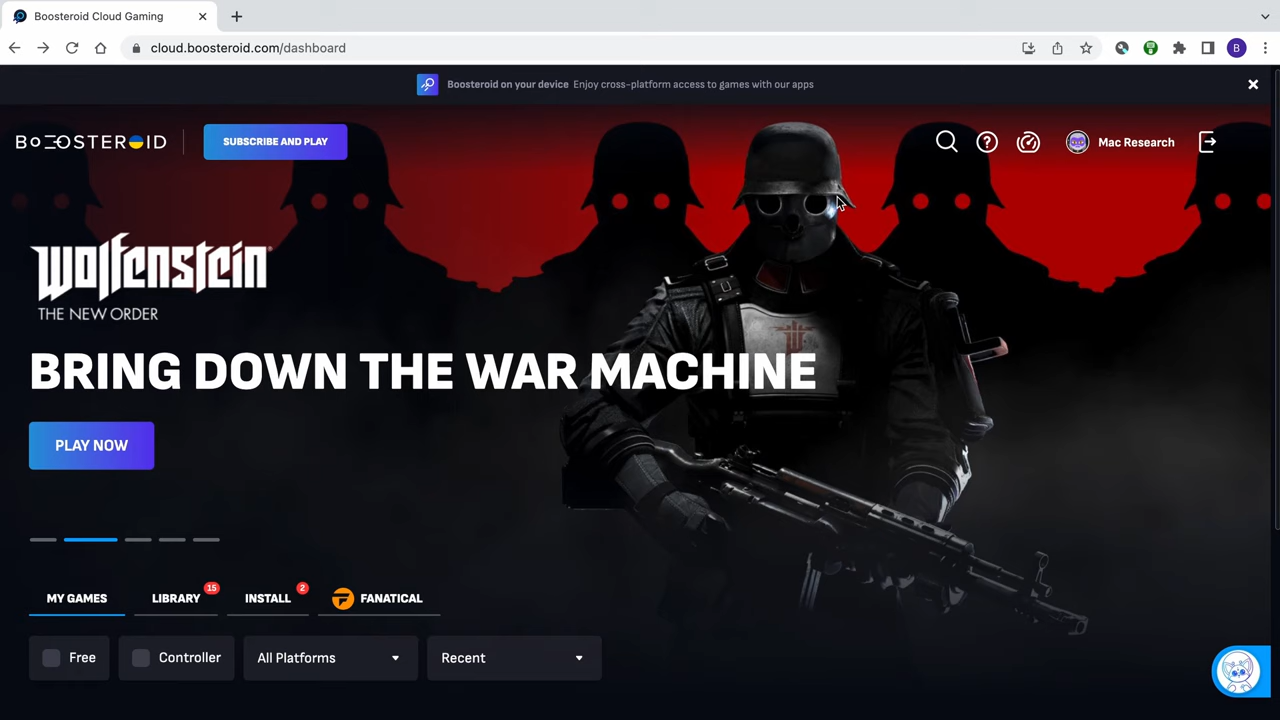 Boosteroid Cloud Gaming
cloud.boosteroid.com/dashboard
B
Boosteroid on your device Enjoy cross-platform access to games with our apps
BOOSTEROID
SUBSCRIBE AND PLAY
Mac Research
Wolfenstein
THE NEW ORDER
BRING DOWN THE WAR MACHINE
PLAY NOW
MY GAMES
LIBRARY 15
INSTALL 2
FANATICAL
Free
Controller
All Platforms
Recent